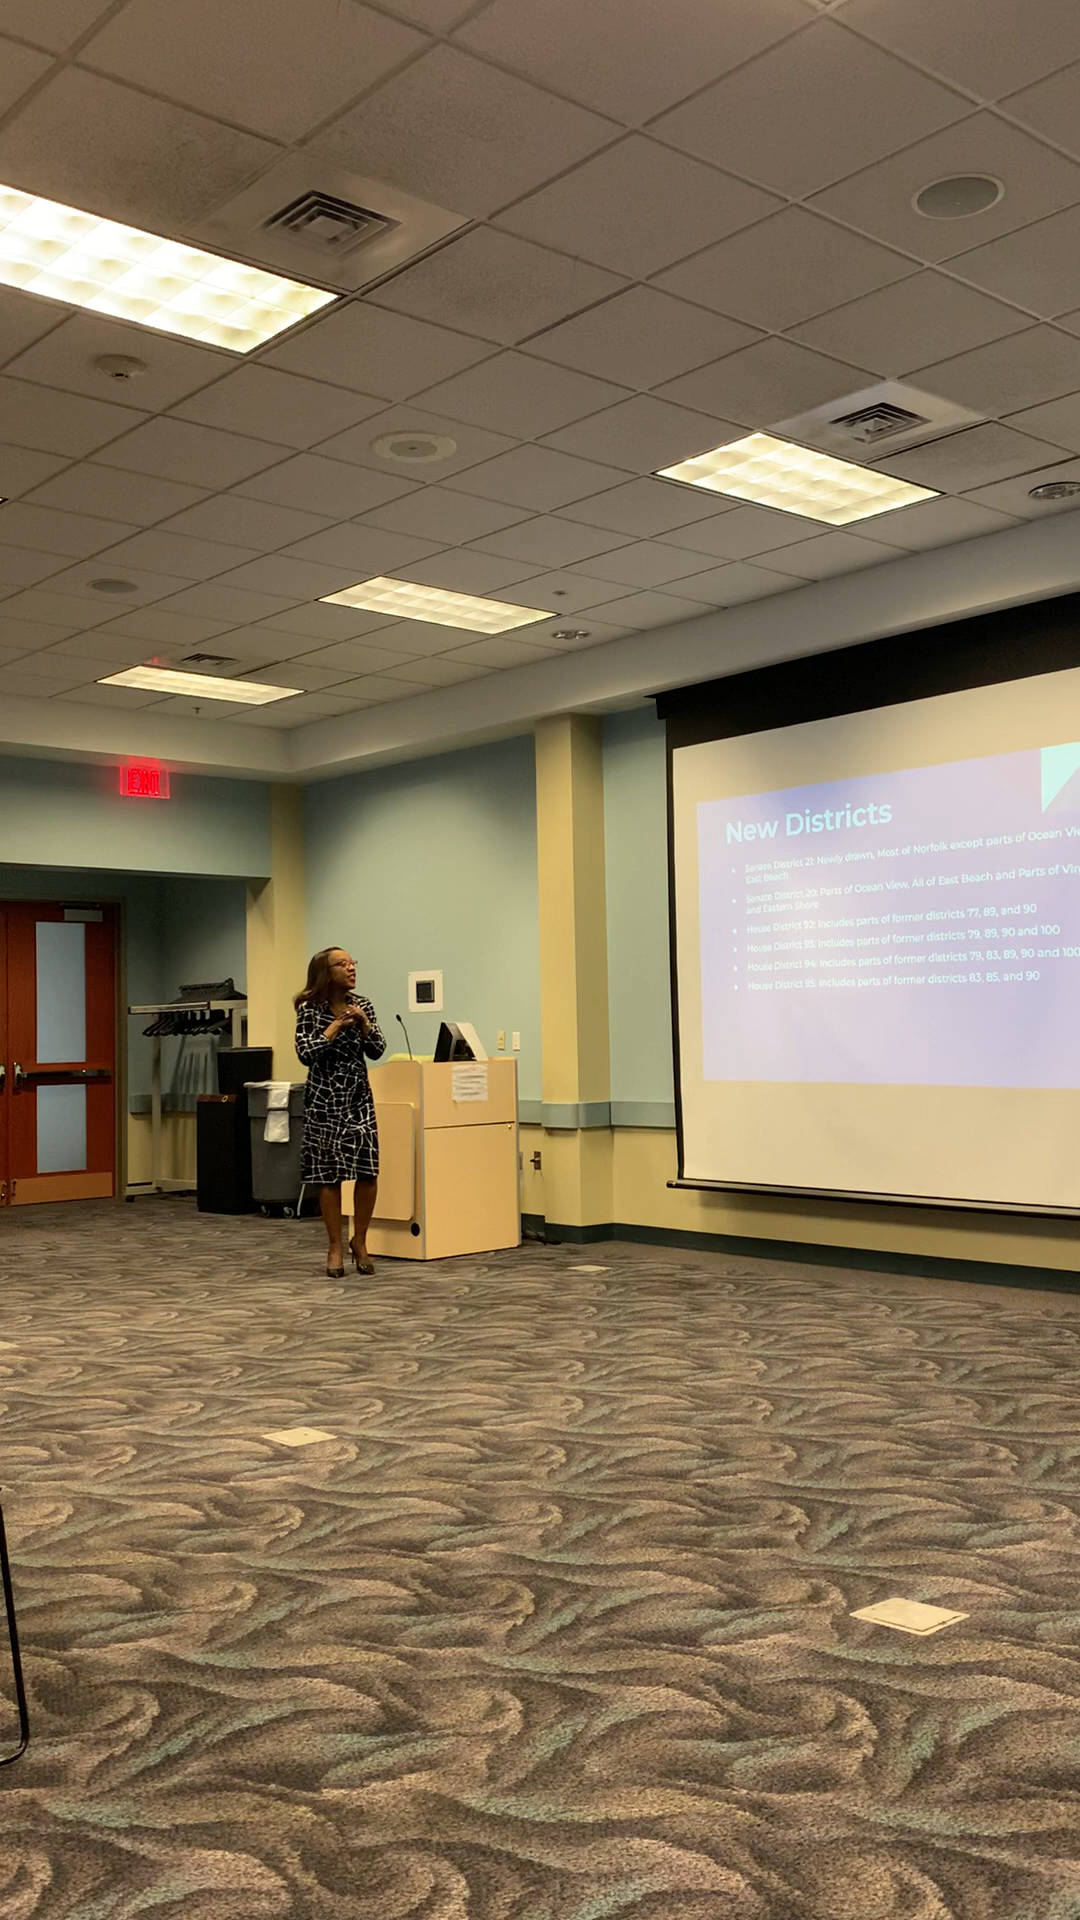 EXIT
New Districts
Senate District 21: Newly drawn, Most of Norfolk except parts of Ocean
East Beach
Senate District 20: Parts of Ocean View, All of East Beach and Parts of
and Eastern Shore
House District 92: Includes parts of former districts 77, 89, and 90
House District 93: Includes parts of former districts 79, 89, 90 and 100
House District 94: Includes parts of former districts 79, 83, 89, 90 and 100
House District 95: Includes parts of former districts 83, 85, and 90